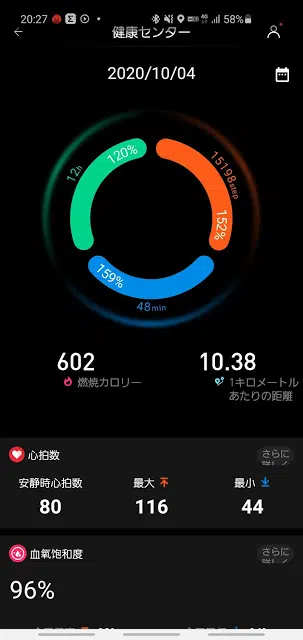 20:27 58%
健康センター
2020/10/04
12h
120%
15198step
152%
159%
48min
602
燃焼カロリー
10.38
1キロメートル
あたりの距離
心拍数
さらに
安静時心拍数 最大 最小
80 116 44
血氧饱和度
さらに
96%